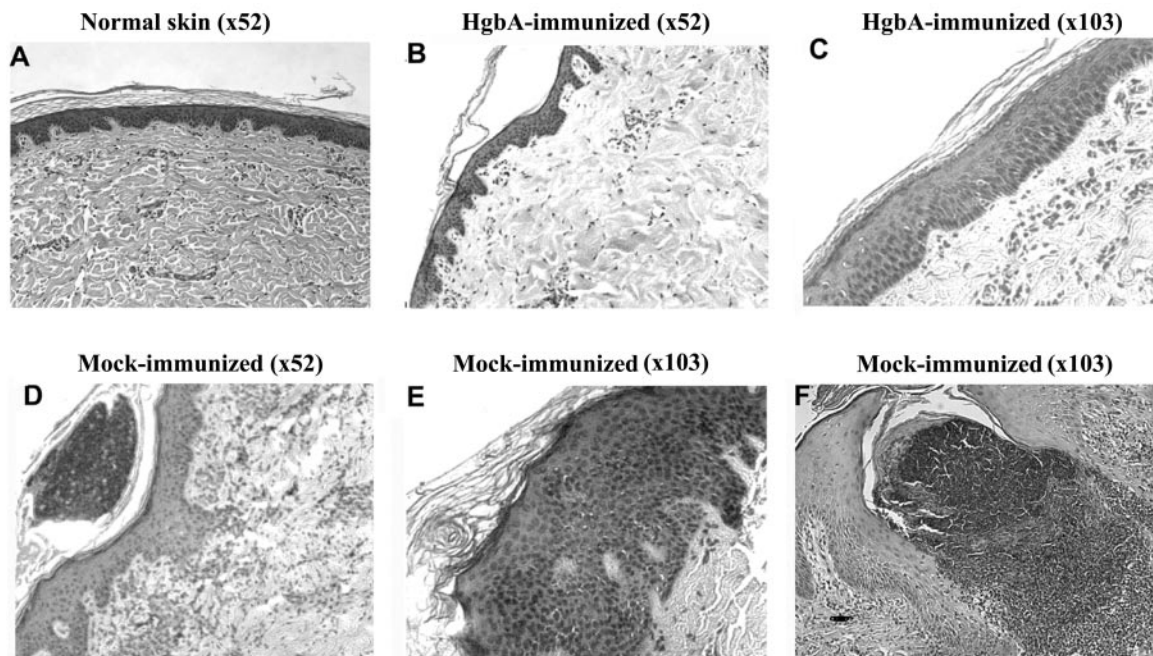 Normal skin (x52)
HgbA-immunized (x52)
HgbA-immunized (x103)
A
B
C
Mock-immunized (x52)
Mock-immunized (x103)
Mock-immunized (x103)
D
E
F